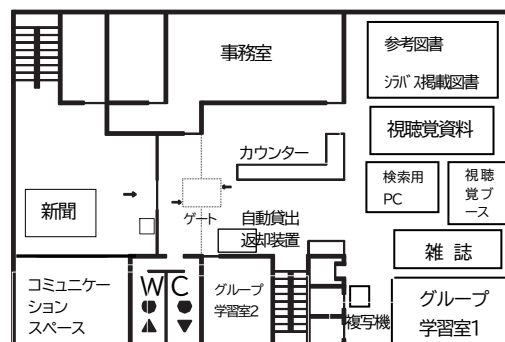 事務室
参考図書
シラバス掲載図書
視聴覚資料
カウンター
検索用
PC
視聴
覚ブ
ース
新聞
ゲート
自動貸出
返却装置
雑誌
コミュニケー
ション
スペース
WC
グループ
学習室2
複写機
グループ
学習室1